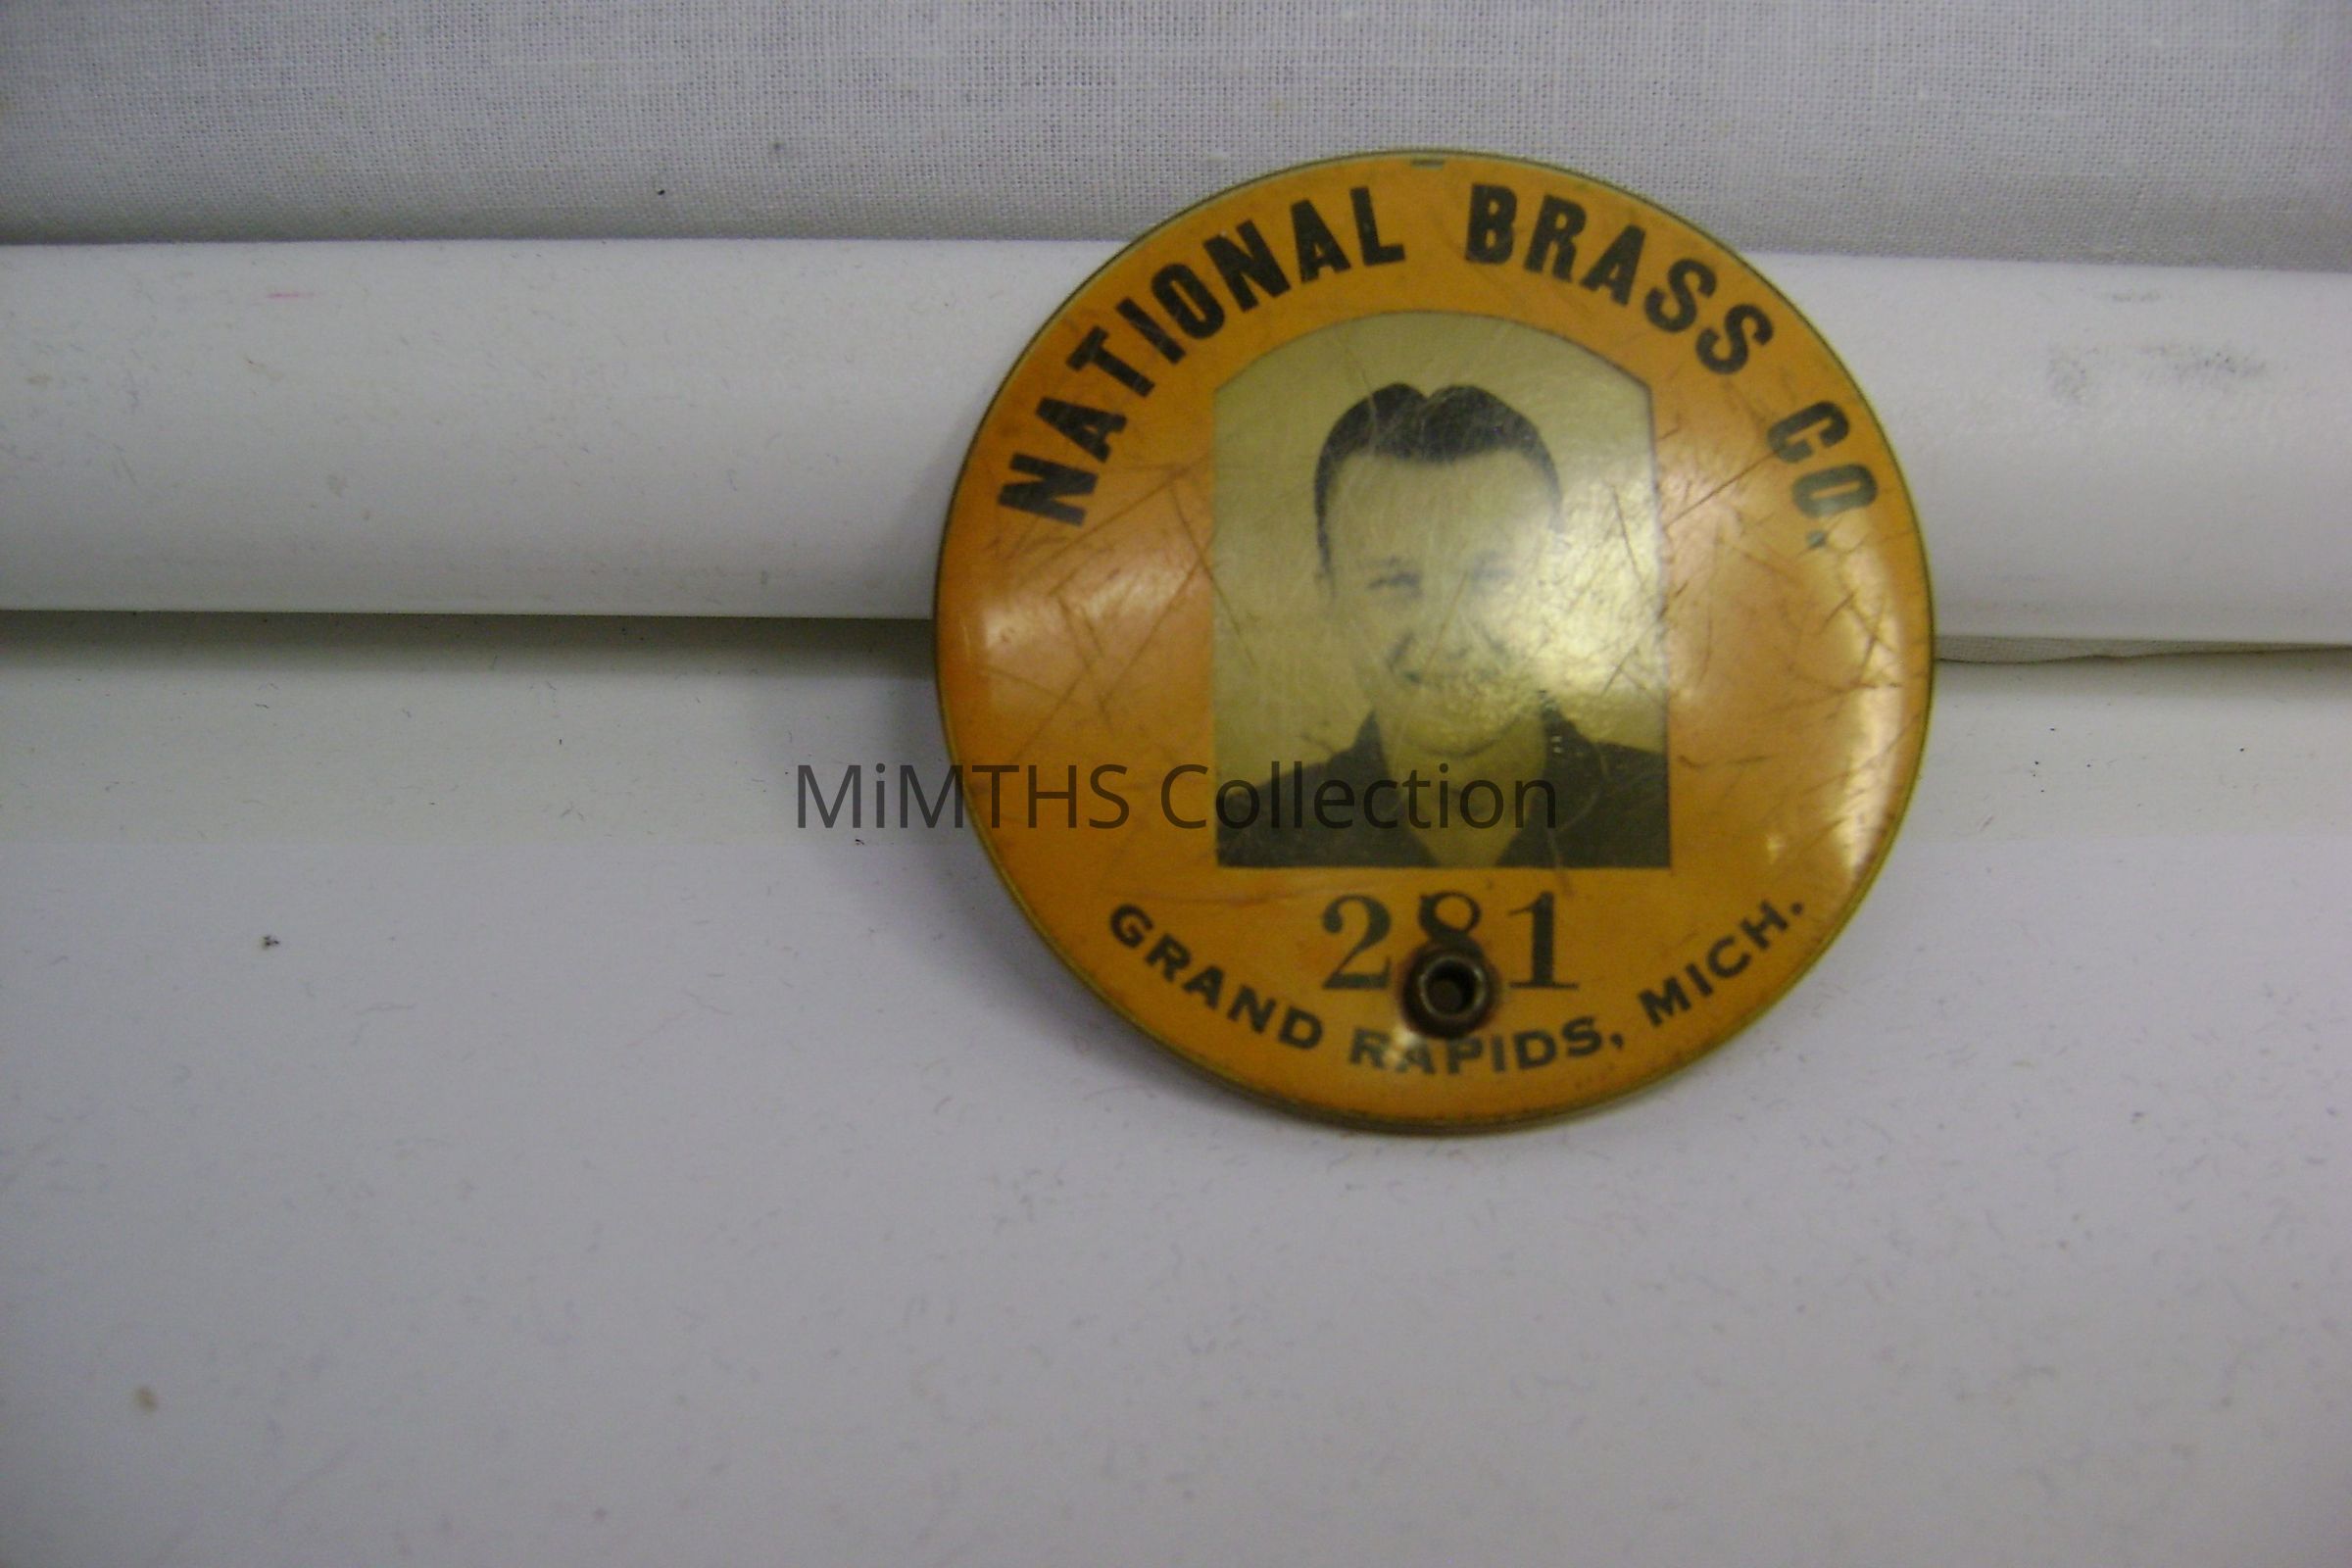 NATIONAL BRASS CO.
MiMTHS Collection
281
GRAND RAPIDS, MICH.